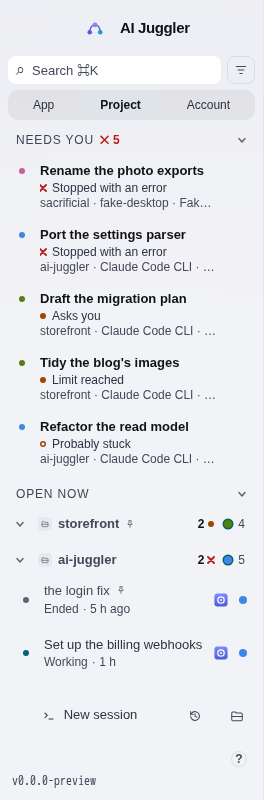 AI Juggler
Search ⌘K
App Project Account
NEEDS YOU 5
Rename the photo exports
Stopped with an error
sacrificial · fake-desktop · Fak…
Port the settings parser
Stopped with an error
ai-juggler · Claude Code CLI · …
Draft the migration plan
Asks you
storefront · Claude Code CLI · …
Tidy the blog's images
Limit reached
storefront · Claude Code CLI · …
Refactor the read model
Probably stuck
ai-juggler · Claude Code CLI · …
OPEN NOW
storefront 2 4
ai-juggler 2 5
the login fix
Ended · 5 h ago
Set up the billing webhooks
Working · 1 h
New session
?
v0.0.0-preview